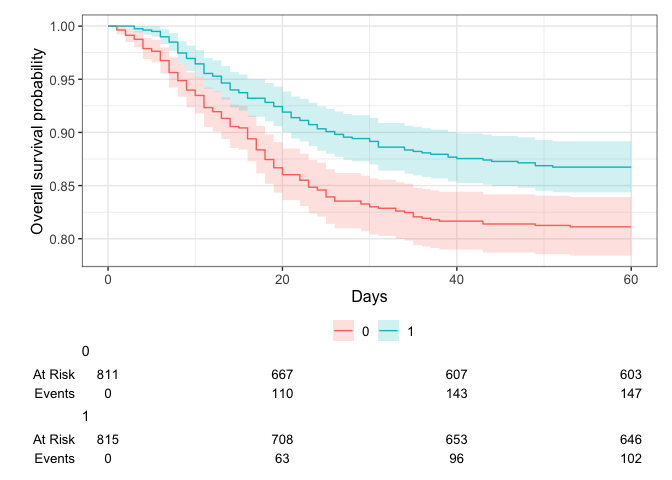 1.00
0.95
0.90
0.85
0.80
Overall survival probability
0 20 40 60
Days
0 1
0
At Risk 811 667 607 603
Events 0 110 143 147
1
At Risk 815 708 653 646
Events 0 63 96 102